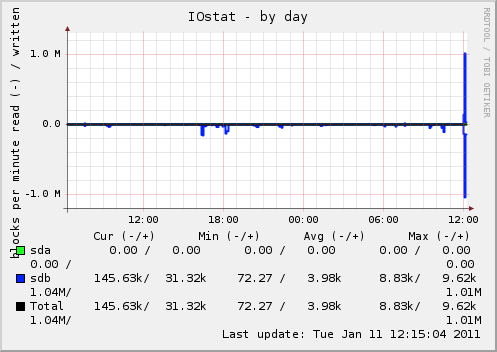 IOstat - by day
RRDTOOL / TOBI OETIKER
blocks per minute read (-) / written
1.0 M
0.0
-1.0 M
12:00 18:00 00:00 06:00 12:00
Cur (-/+) Min (-/+) Avg (-/+) Max (-/+)
sda 0.00 / 0.00 0.00 / 0.00 0.00 / 0.00
0.00 / 0.00
sdb 145.63k/ 31.32k 72.27 / 3.98k 8.83k/ 9.62k
1.04M/ 1.01M
Total 145.63k/ 31.32k 72.27 / 3.98k 8.83k/ 9.62k
1.04M/ 1.01M
Last update: Tue Jan 11 12:15:04 2011